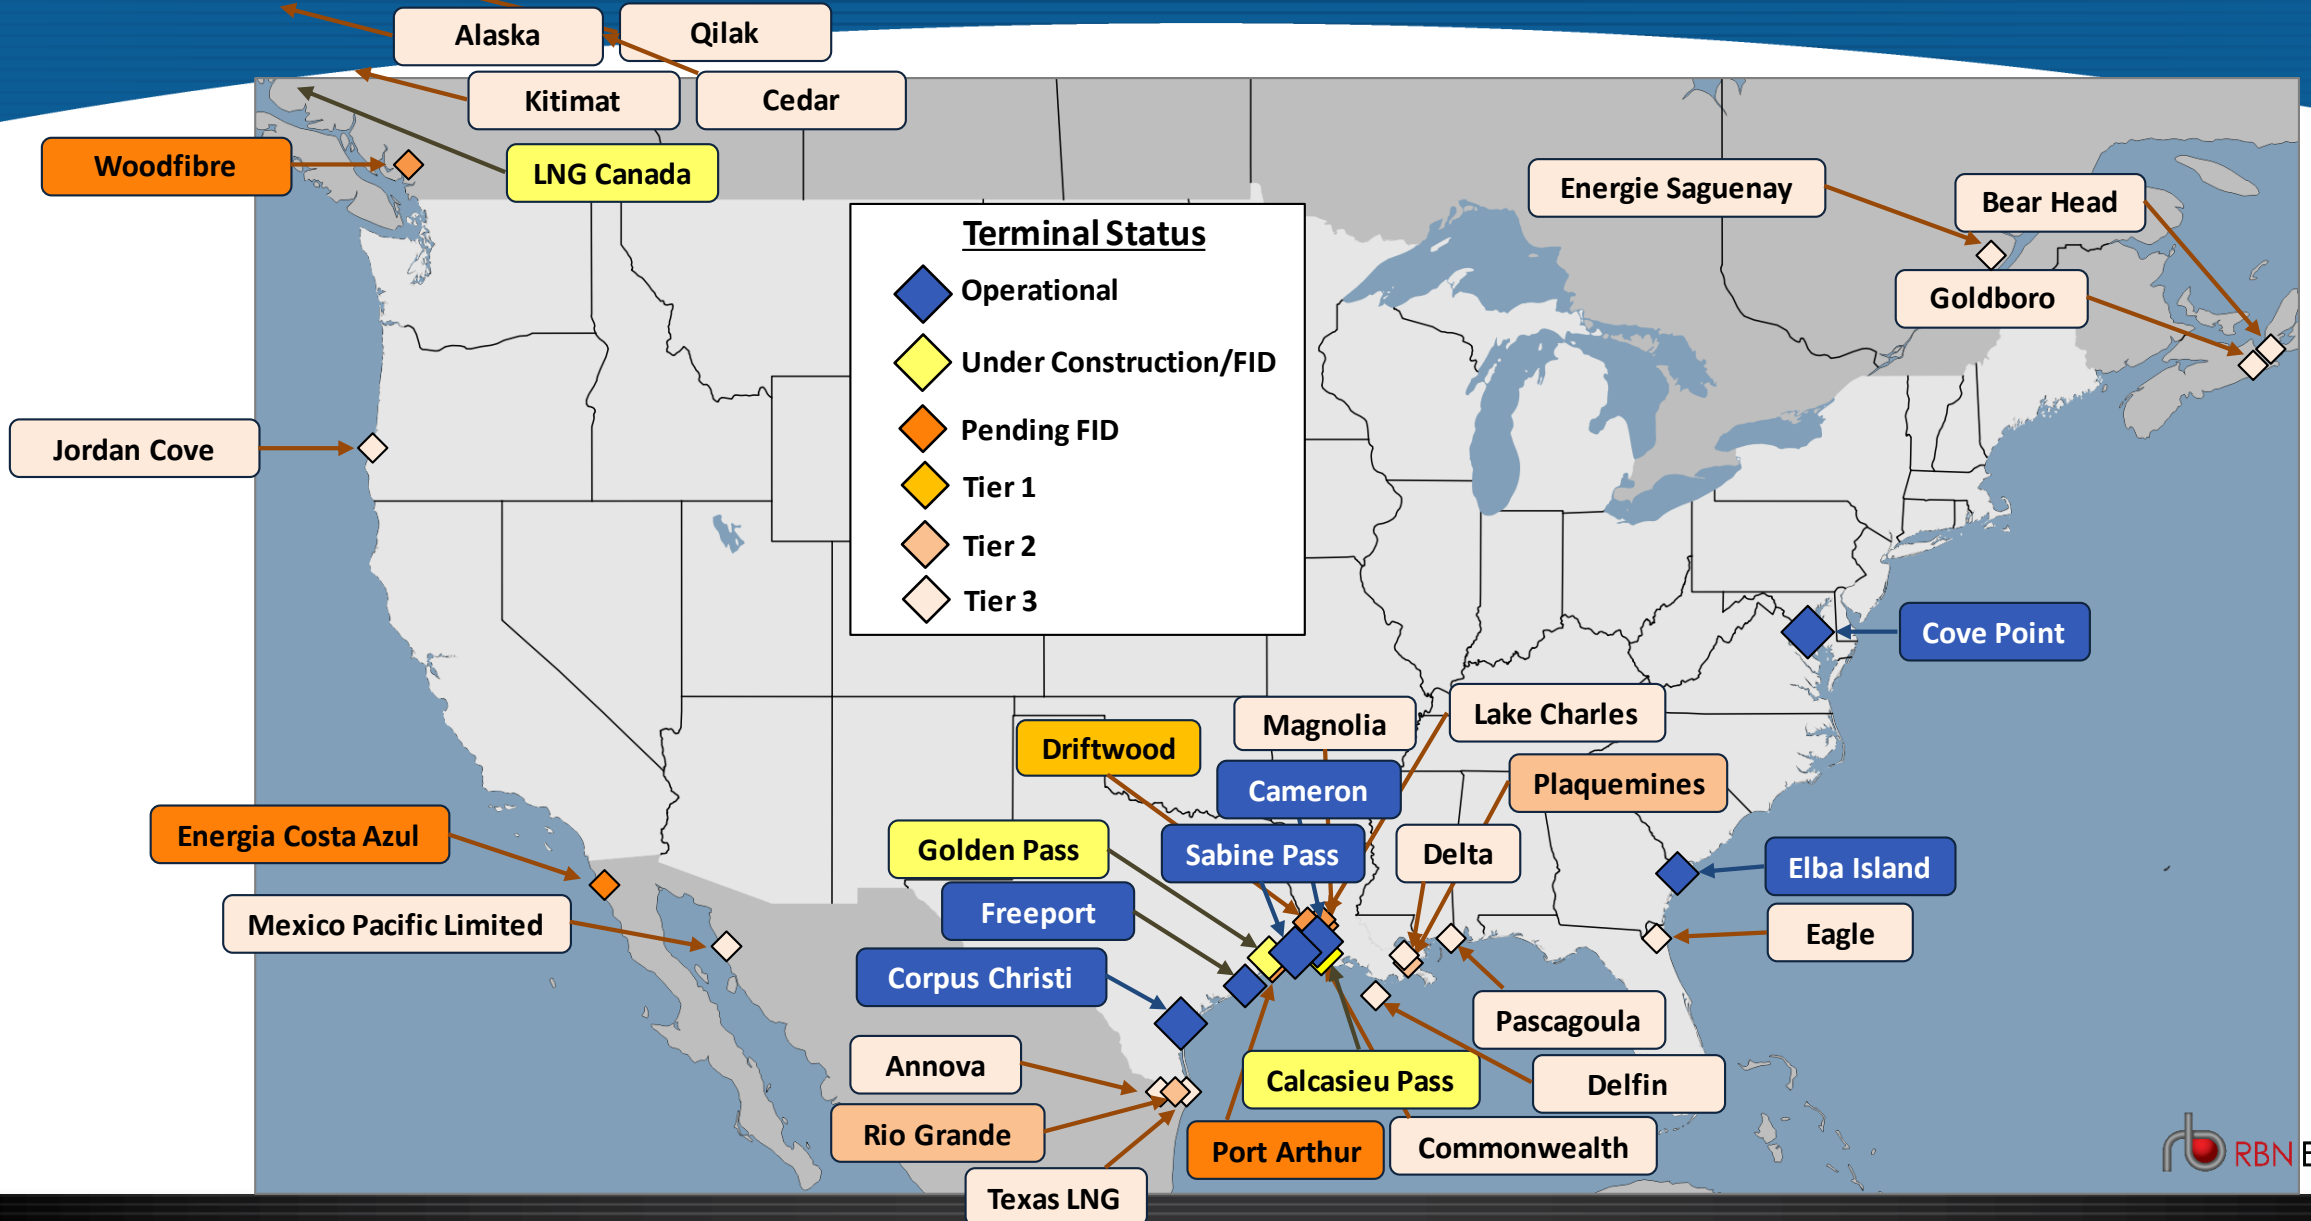 Alaska
Qilak
Kitimat
Cedar
Woodfibre
LNG Canada
Energie Saguenay
Bear Head
Terminal Status
Operational
Goldboro
Under Construction/FID
Pending FID
Jordan Cove
Tier 1
Tier 2
Tier 3
Cove Point
Magnolia
Lake Charles
Driftwood
Cameron
Plaquemines
Energia Costa Azul
Golden Pass
Sabine Pass
Delta
Elba Island
Freeport
Mexico Pacific Limited
Eagle
Corpus Christi
Pascagoula
Annova
Calcasieu Pass
Delfin
Rio Grande
Port Arthur
Commonwealth
RBN E
Texas LNG